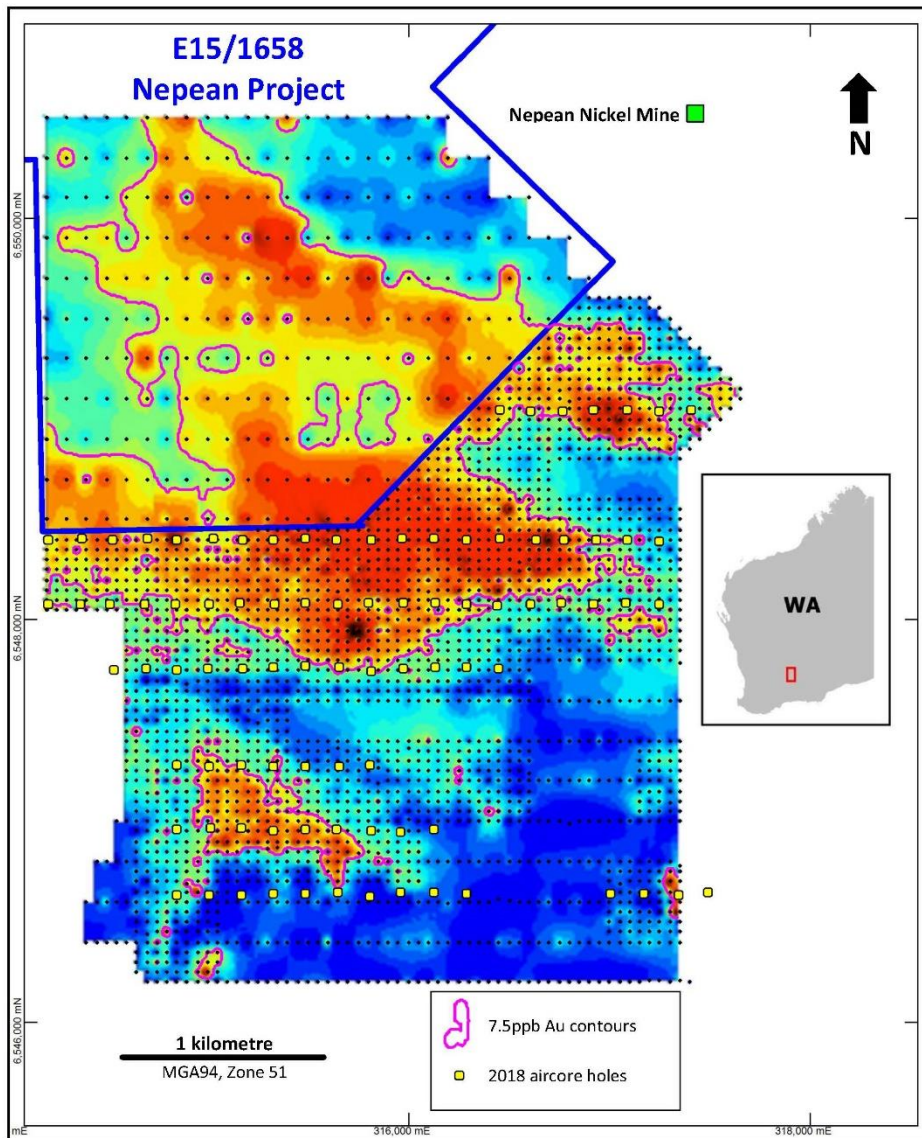 E15/1658
Nepean Project
Nepean Nickel Mine
N
6,550,000 mN
WA
6,548,000 mN
7.5ppb Au contours
1 kilometre
MGA94, Zone 51
2018 aircore holes
6,546,000 mN
mE
316,000 mE
318,000 mE